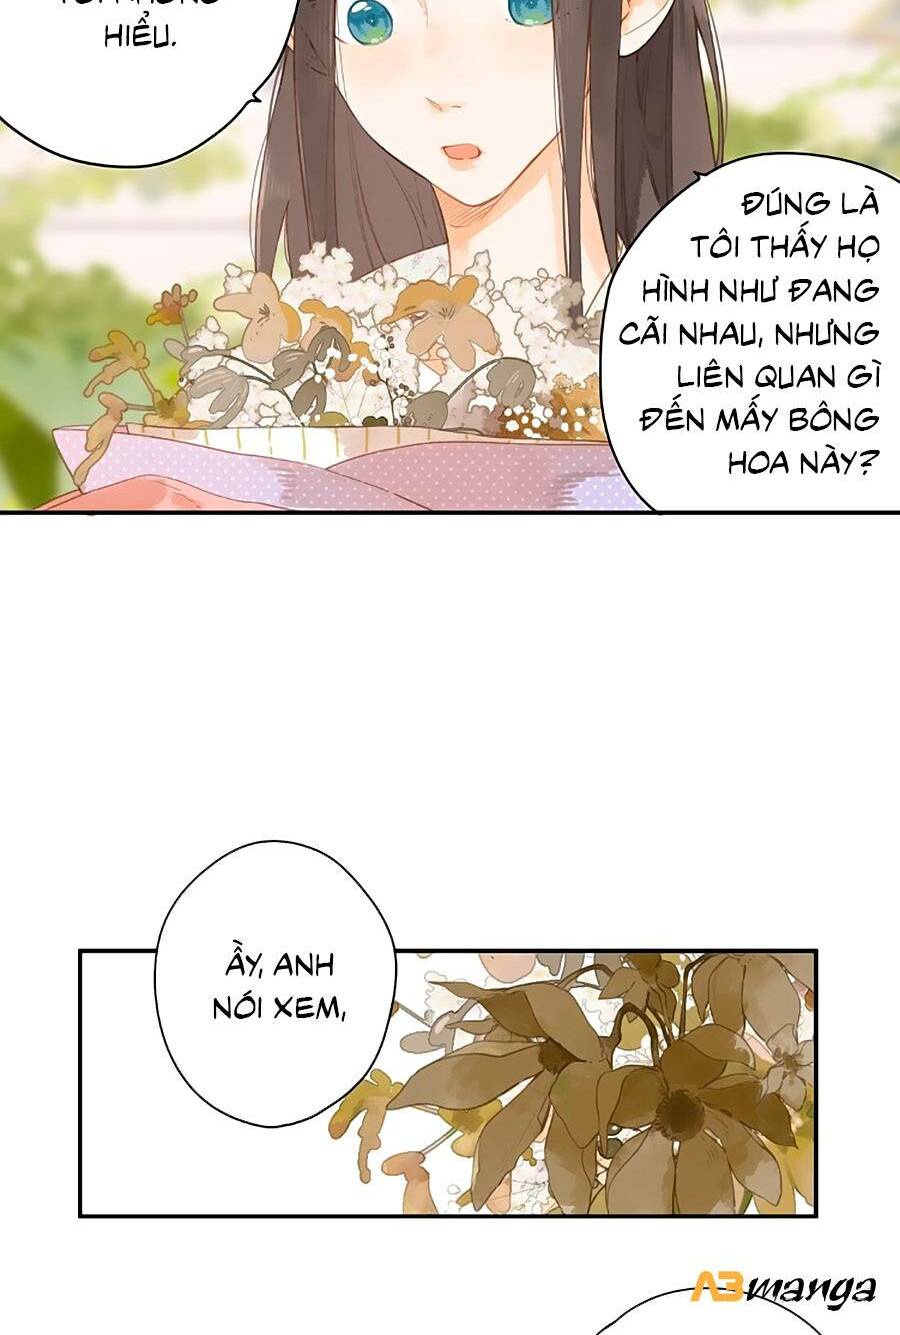 HIỂU.
ĐÚNG LÀ
TÔI THẤY HỌ
HÌNH NHƯ ĐANG
CÃI NHAU, NHƯNG
LIÊN QUAN GÌ
ĐẾN MẤY BÔNG
HOA NÀY?
ẦY, ANH
NÓI XEM,
A3manga